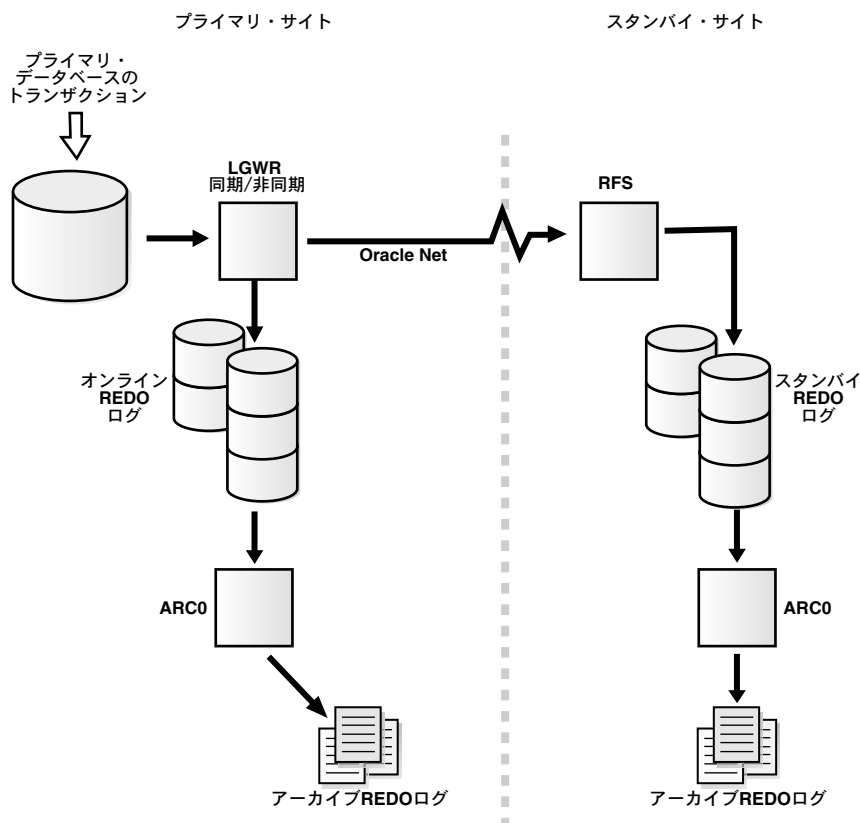 プライマリ・サイト
スタンバイ・サイト
プライマリ・
データベースの
トランザクション
LGWR
同期/非同期
RFS
Oracle Net
オンライン
REDO
ログ
スタンバイ
REDO
ログ
ARC0
ARC0
アーカイブREDOログ
アーカイブREDOログ